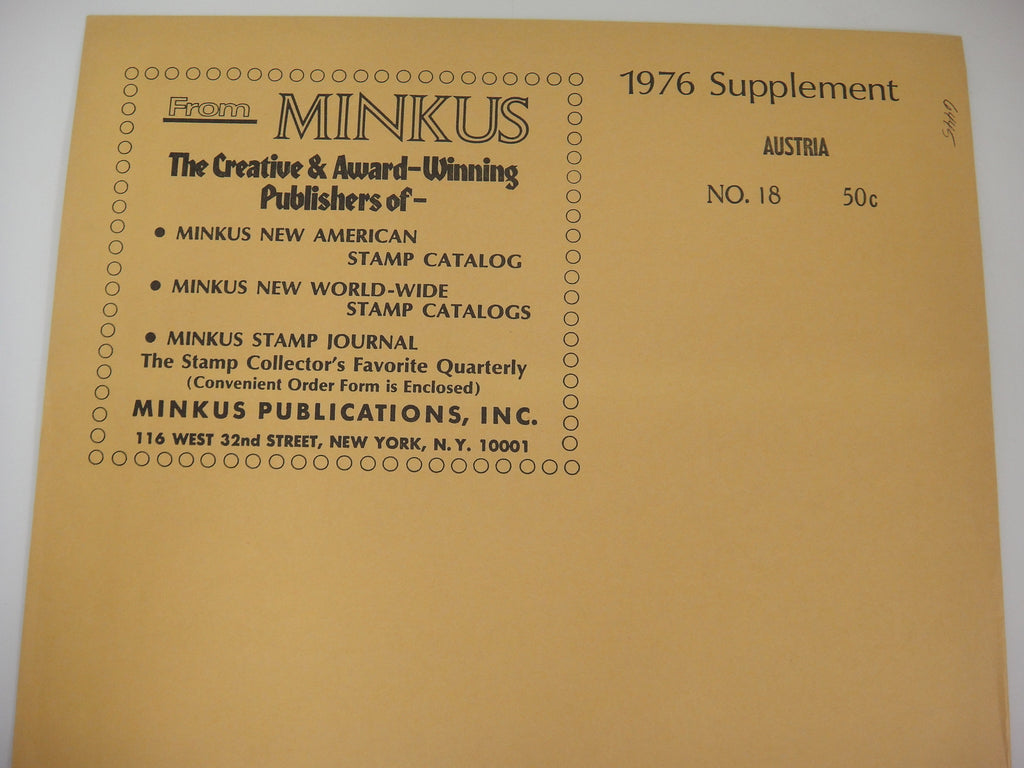 From MINKUS
The Creative & Award-Winning
Publishers of-
• MINKUS NEW AMERICAN
STAMP CATALOG
• MINKUS NEW WORLD-WIDE
STAMP CATALOGS
• MINKUS STAMP JOURNAL
The Stamp Collector's Favorite Quarterly
(Convenient Order Form is Enclosed)
MINKUS PUBLICATIONS, INC.
116 WEST 32nd STREET, NEW YORK, N. Y. 10001
1976 Supplement
AUSTRIA
NO. 18 50c